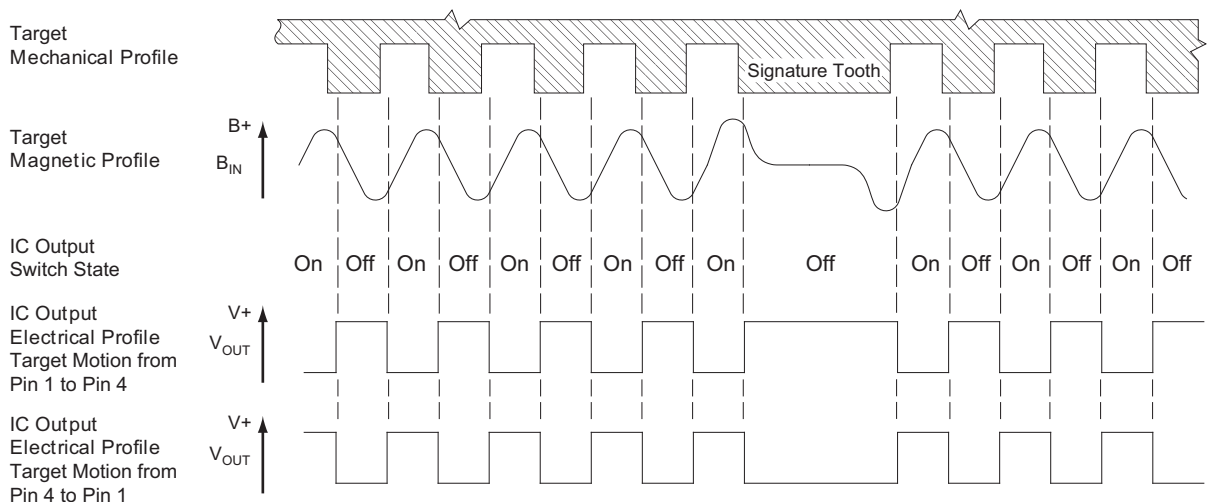 Target
Mechanical Profile
Signature Tooth
Target
Magnetic Profile
B+
BIN
IC Output
Switch State
On Off On Off On Off On Off On Off On Off On Off On Off
IC Output
Electrical Profile
Target Motion from
Pin 1 to Pin 4
V+
VOUT
IC Output
Electrical Profile
Target Motion from
Pin 4 to Pin 1
V+
VOUT